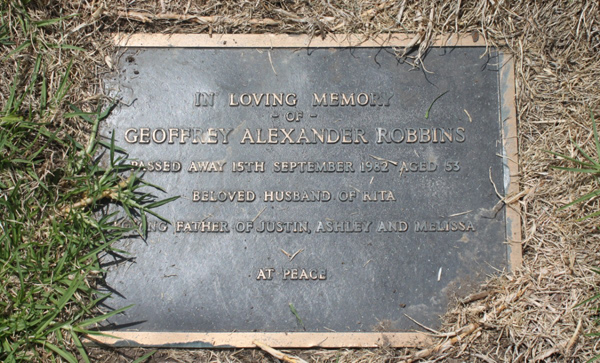 IN LOVING MEMORY
- OF -
GEOFFREY ALEXANDER ROBBINS
PASSED AWAY 15TH SEPTEMBER 1982 AGED 53
BELOVED HUSBAND OF RITA
LOVING FATHER OF JUSTIN, ASHLEY AND MELISSA
AT PEACE